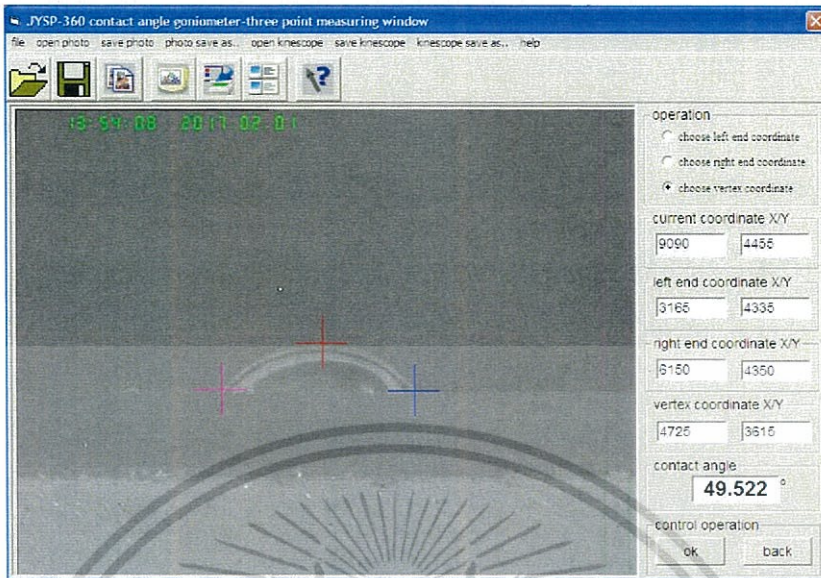 JYSP-360 contact angle goniometer-three point measuring window
file open photo save photo photo save as.. open knescope save knescope knescope save as.. help
13:54:08 2017 02 01
operation
choose left end coordinate
choose right end coordinate
choose vertex coordinate
current coordinate X/Y
9090 4455
left end coordinate X/Y
3165 4335
right end coordinate X/Y
6150 4350
vertex coordinate X/Y
4725 3615
contact angle
49.522 °
control operation
ok back